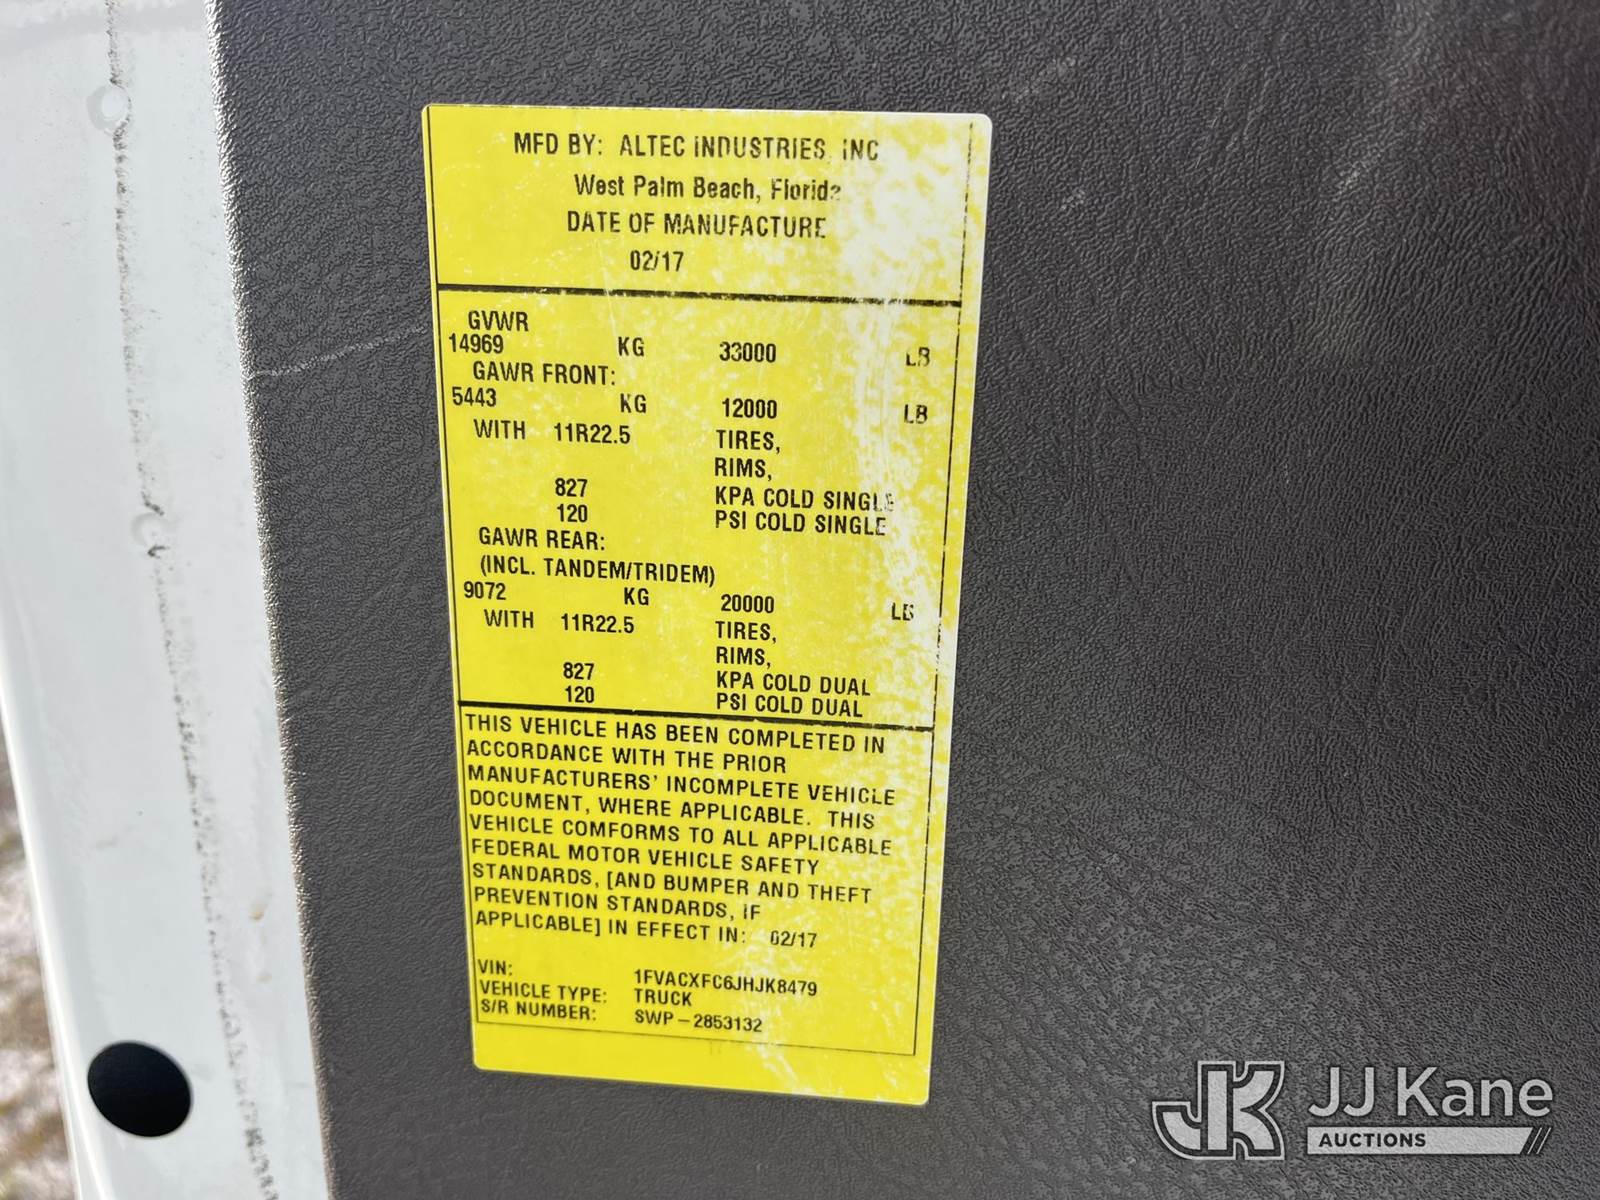 MFD BY: ALTEC INDUSTRIES, INC
West Palm Beach, Florida
DATE OF MANUFACTURE
02/17
GVWR
14969 KG 33000 LB
GAWR FRONT:
5443 KG 12000 LB
WITH 11R22.5 TIRES,
RIMS,
827 KPA COLD SINGLE
120 PSI COLD SINGLE
GAWR REAR:
(INCL. TANDEM/TRIDEM)
9072 KG 20000 LB
WITH 11R22.5 TIRES,
RIMS,
827 KPA COLD DUAL
120 PSI COLD DUAL
THIS VEHICLE HAS BEEN COMPLETED IN
ACCORDANCE WITH THE PRIOR
MANUFACTURERS' INCOMPLETE VEHICLE
DOCUMENT, WHERE APPLICABLE. THIS
VEHICLE COMFORMS TO ALL APPLICABLE
FEDERAL MOTOR VEHICLE SAFETY
STANDARDS, [AND BUMPER AND THEFT
PREVENTION STANDARDS, IF
APPLICABLE] IN EFFECT IN: 02/17
VIN: 1FVACXFC6JHJK8479
VEHICLE TYPE: TRUCK
S/R NUMBER: SWP-2853132
JK JJ Kane
AUCTIONS